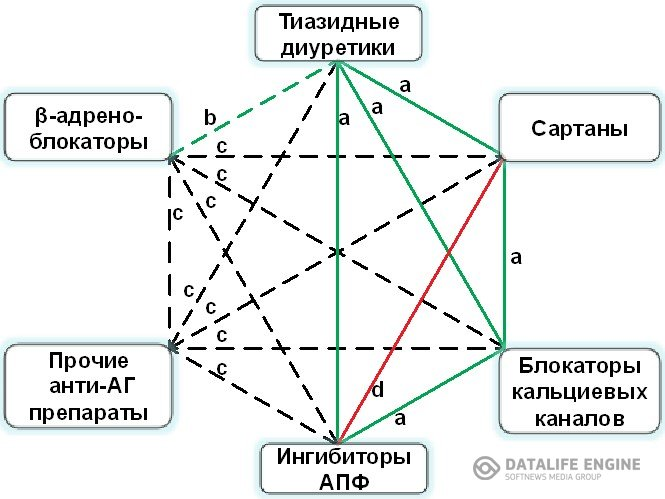 Тиазидные
диуретики
β-адрено-
блокаторы
Сартаны
a
b
a
a
c
c
c
c
a
c
c
c
c
d
a
Прочие
анти-АГ
препараты
Блокаторы
кальциевых
каналов
Ингибиторы
АПФ
DATALIFE ENGINE
SOFTNEWS MEDIA GROUP